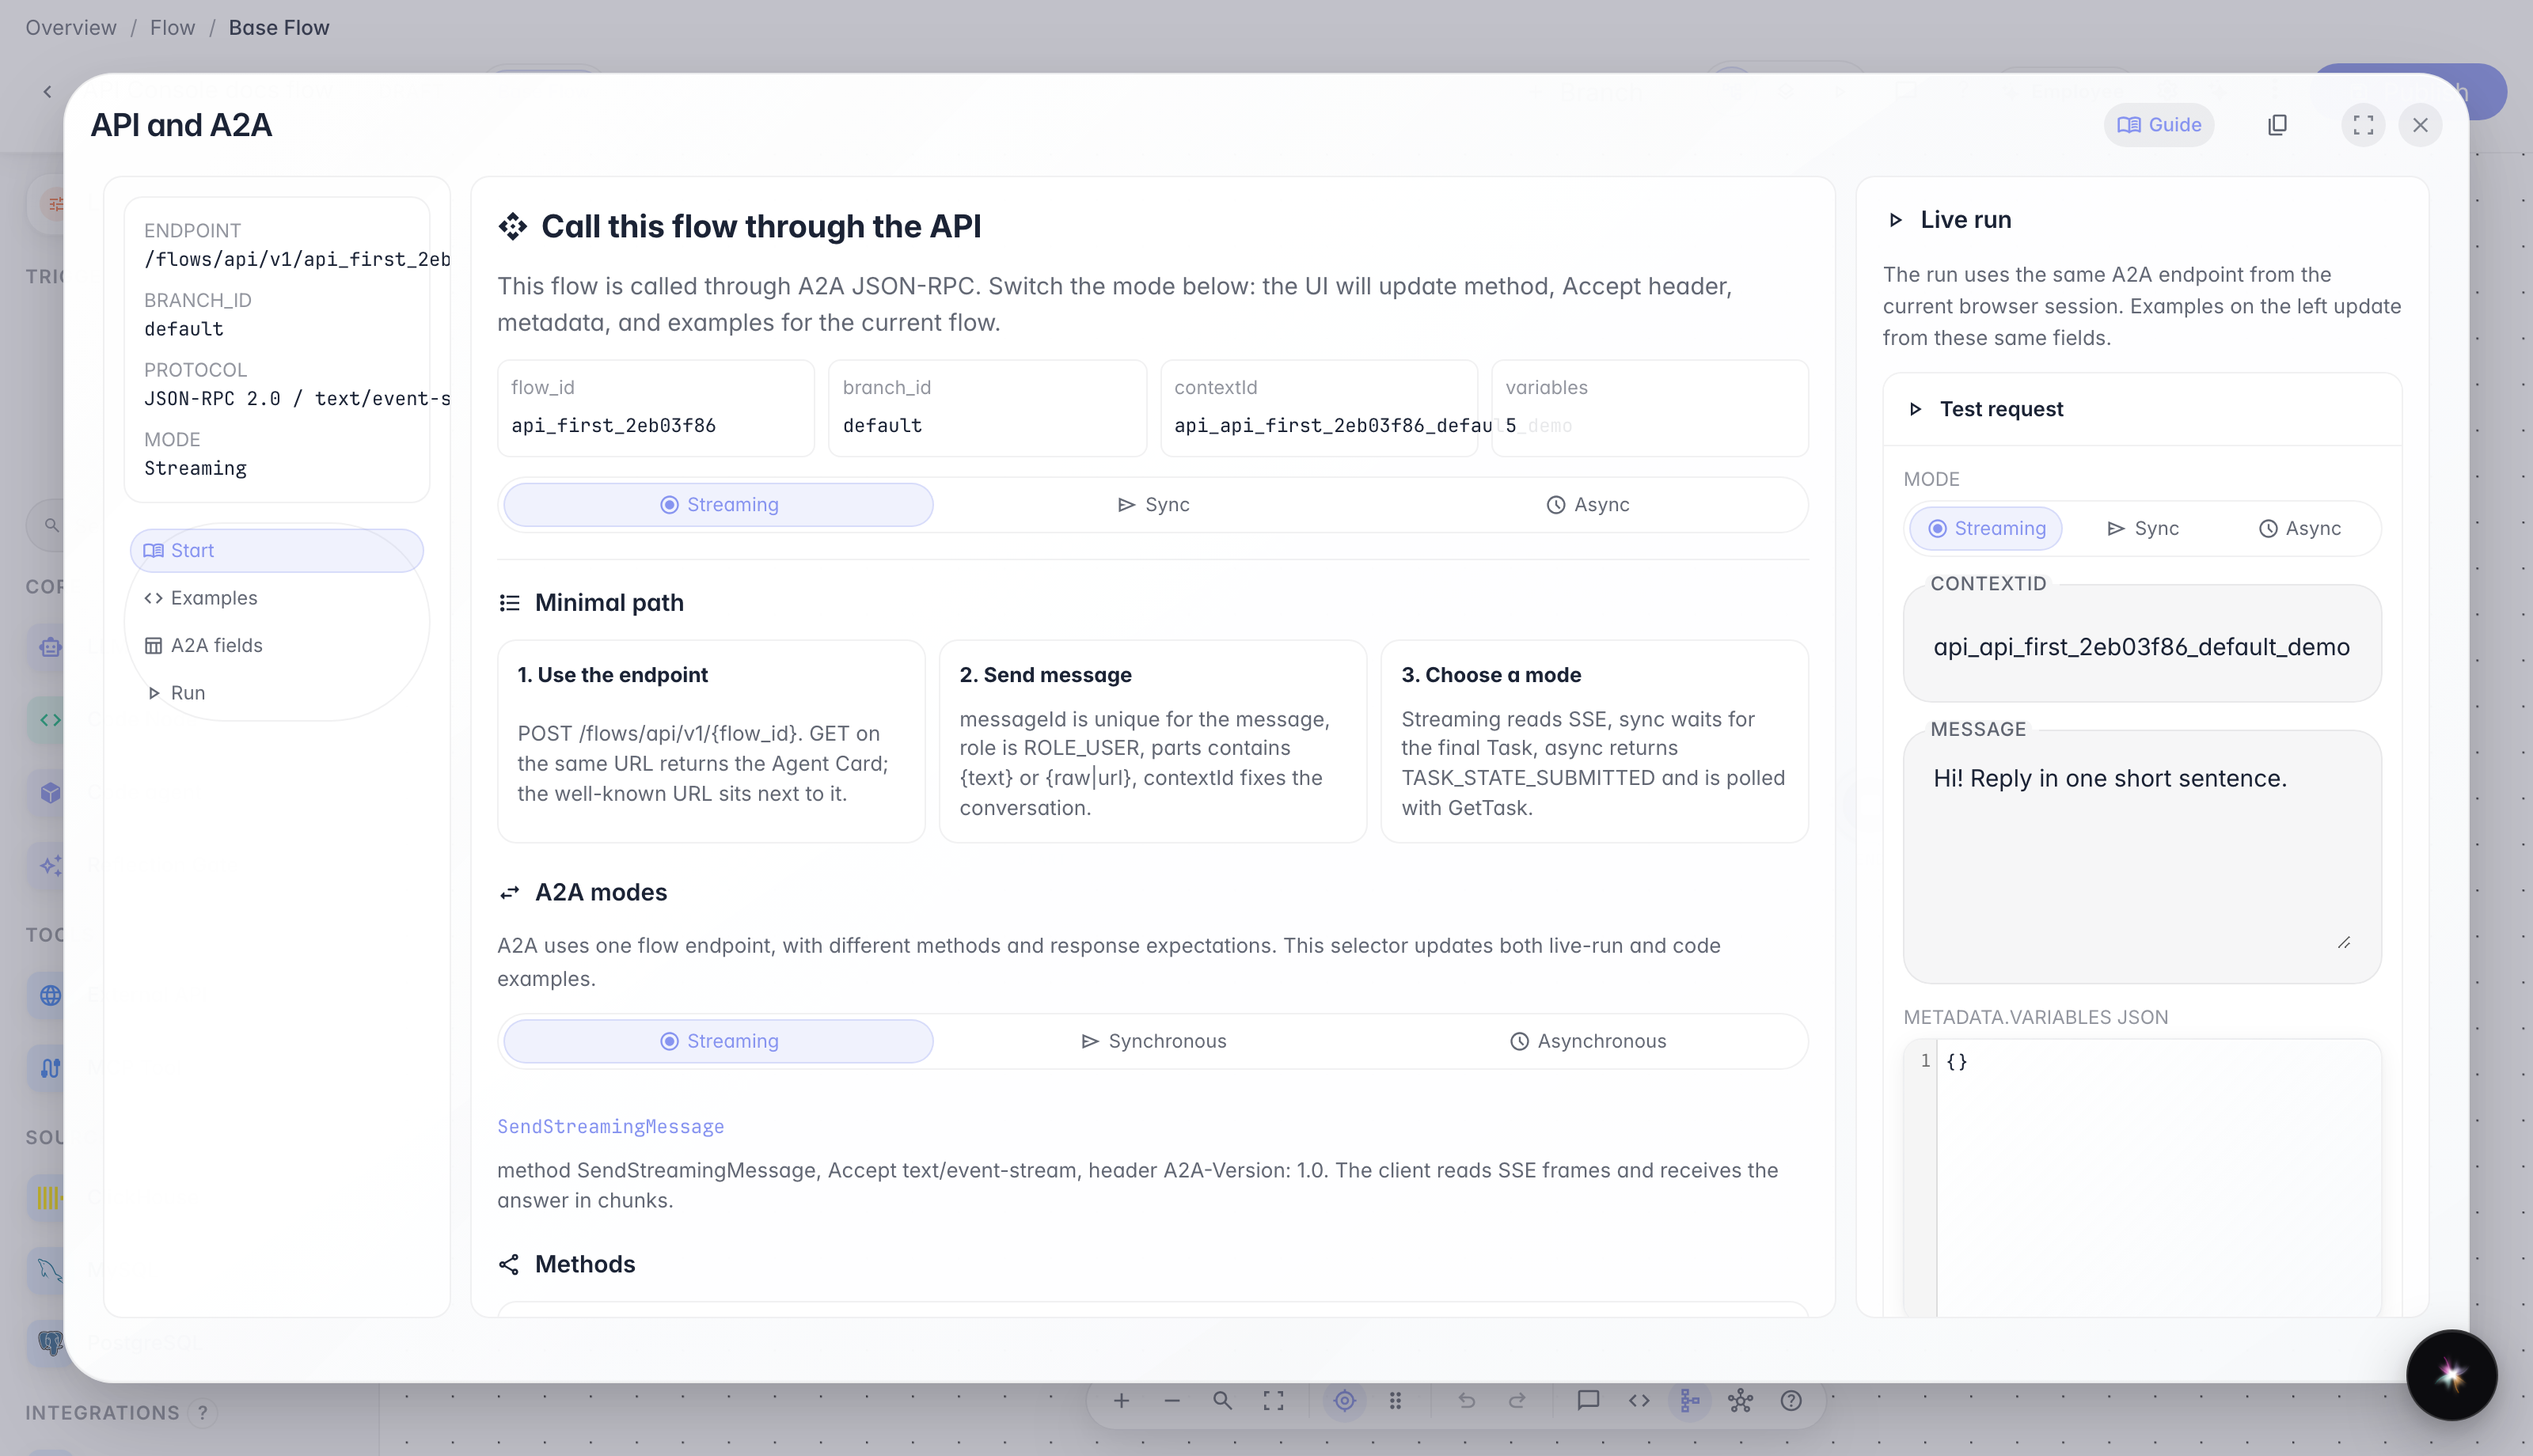 Overview / Flow / Base Flow
API and A2A
Guide
ENDPOINT
/flows/api/v1/api_first_2eb
BRANCH_ID
default
PROTOCOL
JSON-RPC 2.0 / text/event-s
MODE
Streaming
Start
Examples
A2A fields
Run
Call this flow through the API
This flow is called through A2A JSON-RPC. Switch the mode below: the UI will update method, Accept header,
metadata, and examples for the current flow.
flow_id
api_first_2eb03f86
branch_id
default
contextId
api_api_first_2eb03f86_default_demo
variables
5
Streaming
Sync
Async
Minimal path
1. Use the endpoint
POST /flows/api/v1/{flow_id}. GET on
the same URL returns the Agent Card;
the well-known URL sits next to it.
2. Send message
messageId is unique for the message,
role is ROLE_USER, parts contains
{text} or {raw|url}, contextId fixes the
conversation.
3. Choose a mode
Streaming reads SSE, sync waits for
the final Task, async returns
TASK_STATE_SUBMITTED and is polled
with GetTask.
A2A modes
A2A uses one flow endpoint, with different methods and response expectations. This selector updates both live-run and code
examples.
Streaming
Synchronous
Asynchronous
SendStreamingMessage
method SendStreamingMessage, Accept text/event-stream, header A2A-Version: 1.0. The client reads SSE frames and receives the
answer in chunks.
Methods
Live run
The run uses the same A2A endpoint from the
current browser session. Examples on the left update
from these same fields.
Test request
MODE
Streaming
Sync
Async
CONTEXTID
api_api_first_2eb03f86_default_demo
MESSAGE
Hi! Reply in one short sentence.
METADATA.VARIABLES JSON
1
{}
TRIG
COR
TOO
SOU
PostgreSQL
INTEGRATIONS ?